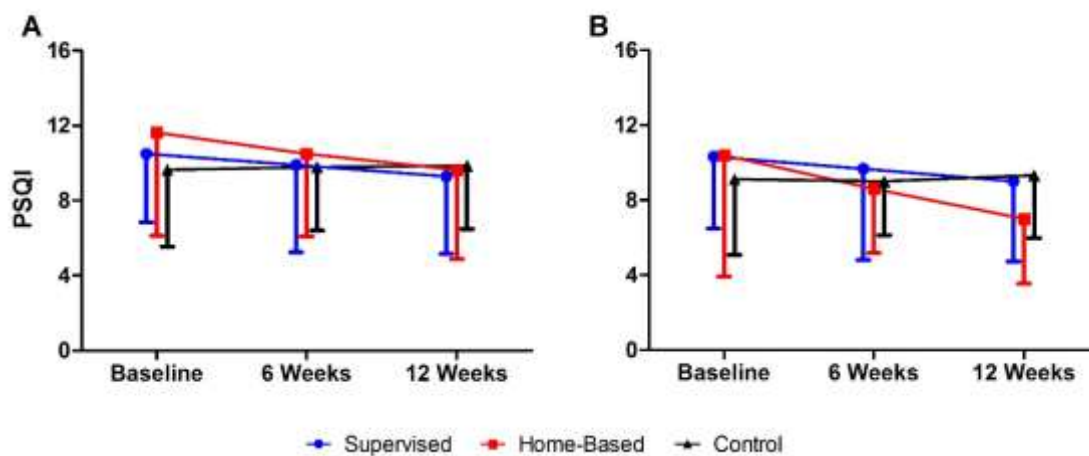 A
B
16
12
8
4
0
PSQI
Baseline
6 Weeks
12 Weeks
16
12
8
4
0
Baseline
6 Weeks
12 Weeks
Supervised
Home-Based
Control